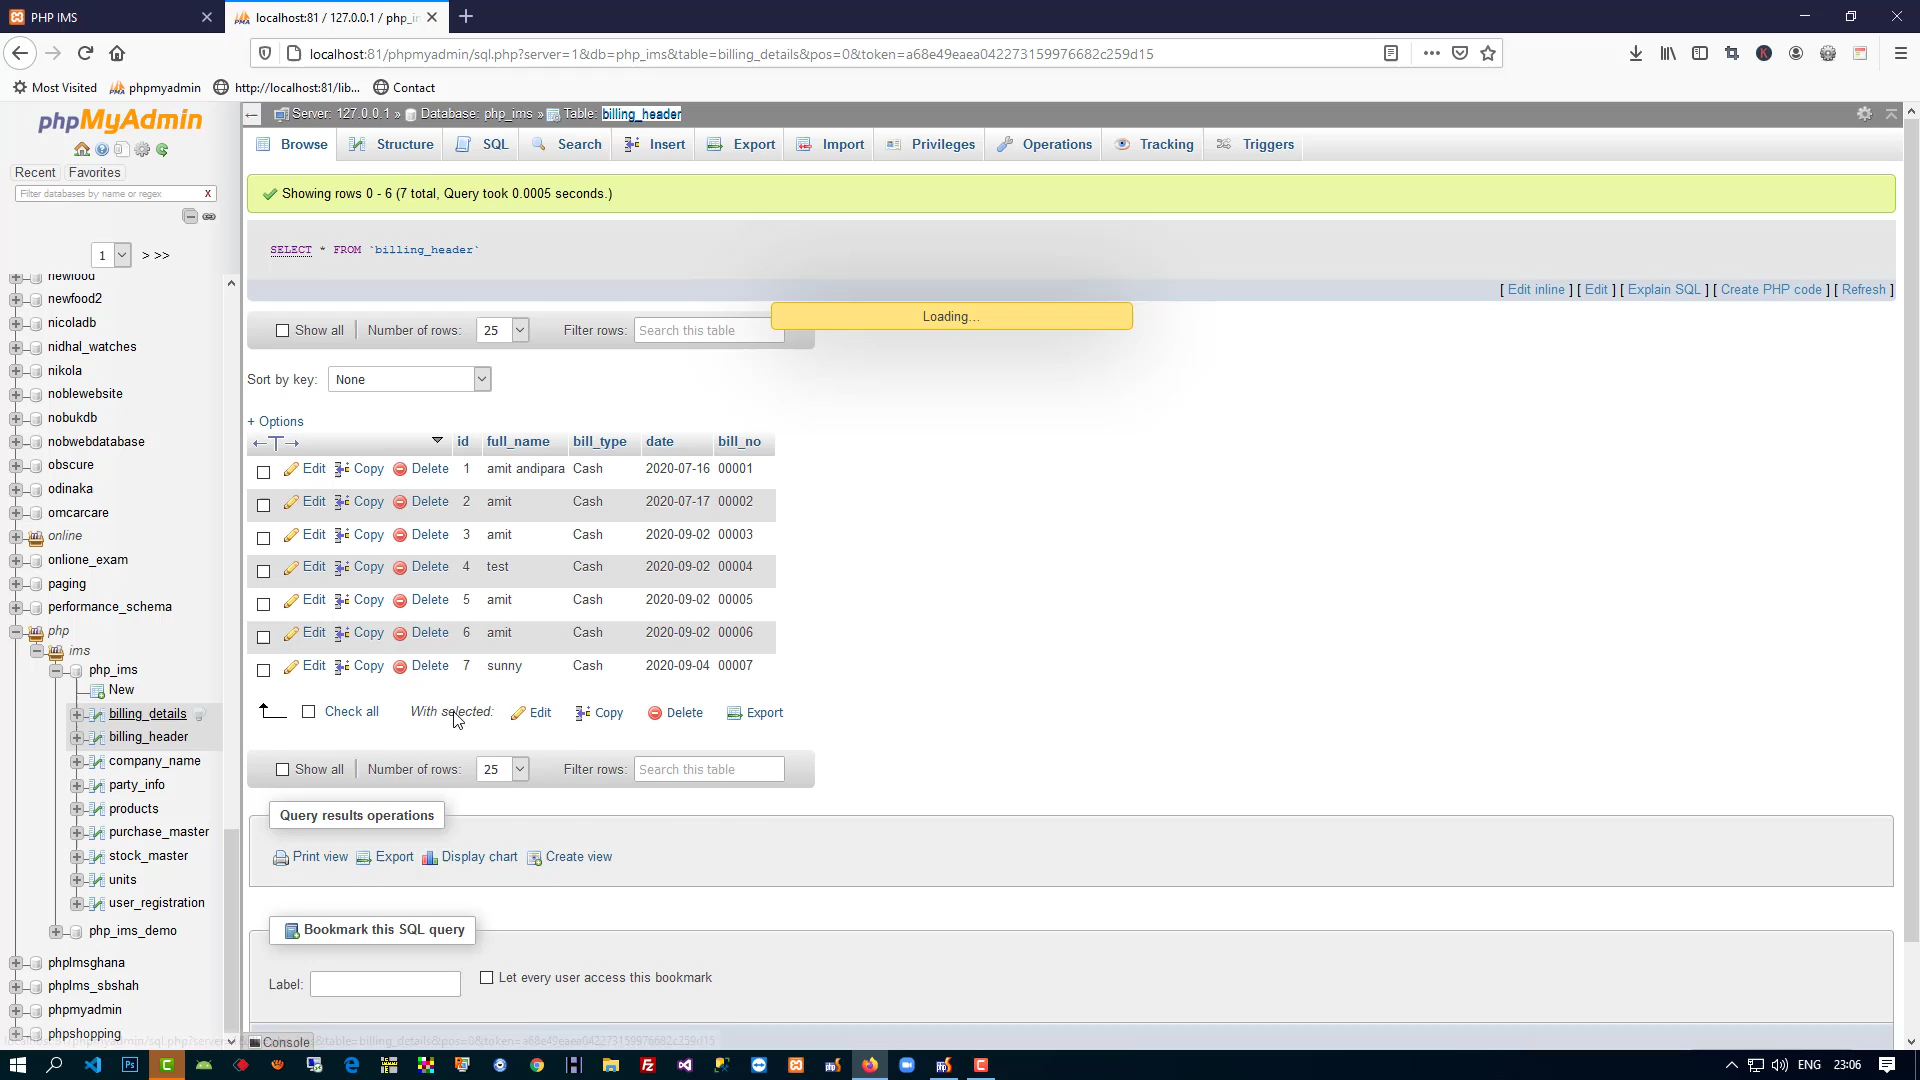 PHP IMS
localhost:81 / 127.0.0.1 / php_i
localhost:81/phpmyadmin/sql.php?server=1&db=php_ims&table=billing_details&pos=0&token=a68e49eaea042273159976682c259d15
Most Visited
phpmyadmin
http://localhost:81/lib...
Contact
phpMyAdmin
Recent
Favorites
Filter databases by name or regex
X
1
> >>
newfood
newfood2
nicoladb
nidhal_watches
nikola
noblewebsite
nobukdb
nobwebdatabase
obscure
odinaka
omcarcare
online
onlione_exam
paging
performance_schema
php
ims
php_ims
New
billing_details
billing_header
company_name
party_info
products
purchase_master
stock_master
units
user_registration
php_ims_demo
phplmsghana
phplms_sbshah
phpmyadmin
phpshopping
Server: 127.0.0.1 » Database: php_ims » Table: billing_header
Browse
Structure
SQL
Search
Insert
Export
Import
Privileges
Operations
Tracking
Triggers
Showing rows 0 - 6 (7 total, Query took 0.0005 seconds.)
SELECT * FROM `billing_header`
[ Edit inline ] [ Edit ] [ Explain SQL ] [ Create PHP code ] [ Refresh ]
Loading...
Show all
Number of rows: 25
Filter rows: Search this table
Sort by key: None
+ Options
←T→ id full_name bill_type date bill_no
Edit Copy Delete 1 amit andipara Cash 2020-07-16 00001
Edit Copy Delete 2 amit Cash 2020-07-17 00002
Edit Copy Delete 3 amit Cash 2020-09-02 00003
Edit Copy Delete 4 test Cash 2020-09-02 00004
Edit Copy Delete 5 amit Cash 2020-09-02 00005
Edit Copy Delete 6 amit Cash 2020-09-02 00006
Edit Copy Delete 7 sunny Cash 2020-09-04 00007
Check all With selected: Edit Copy Delete Export
Show all
Number of rows: 25
Filter rows: Search this table
Query results operations
Print view Export Display chart Create view
Bookmark this SQL query
Label:
Let every user access this bookmark
Console
ENG 23:06